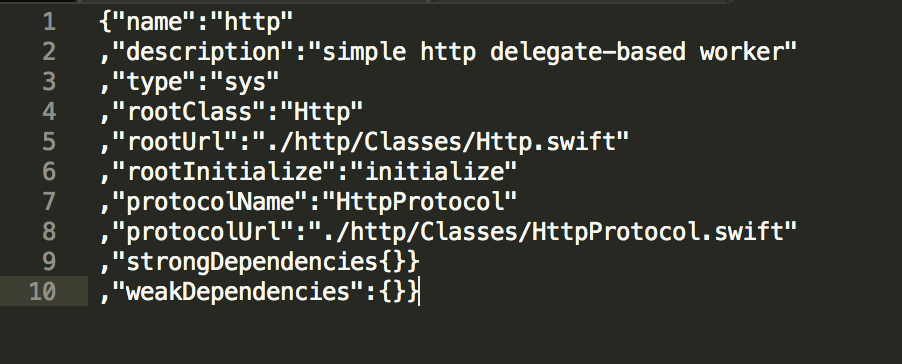 1 {"name":"http"
2 ,"description":"simple http delegate-based worker"
3 ,"type":"sys"
4 ,"rootClass":"Http"
5 ,"rootUrl":"./http/Classes/Http.swift"
6 ,"rootInitialize":"initialize"
7 ,"protocolName":"HttpProtocol"
8 ,"protocolUrl":"./http/Classes/HttpProtocol.swift"
9 ,"strongDependencies{}}
10 ,"weakDependencies":{}}